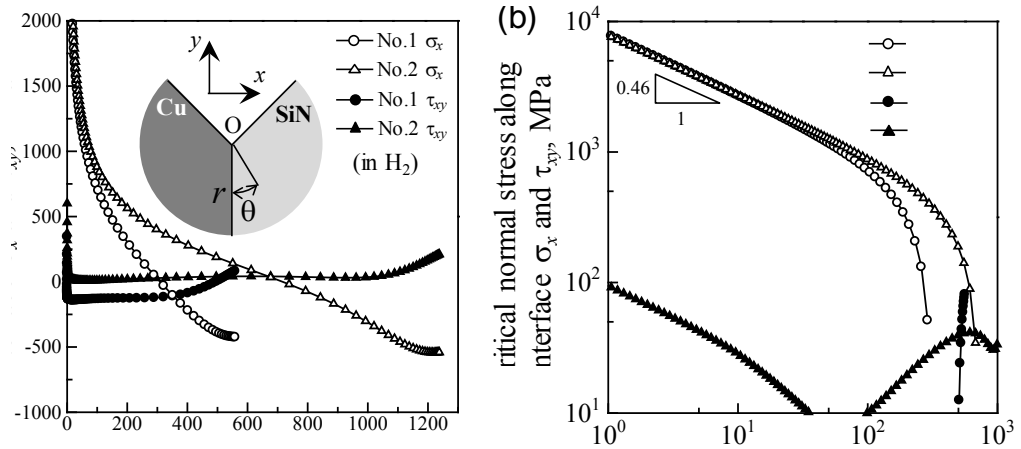 2000
1500
1000
500
0
-500
-1000
0 200 400 600 800 1000 1200
xy,
x
y
x
O
Cu
SiN
r
θ
No.1 σx
No.2 σx
No.1 τxy
No.2 τxy
(in H2)
(b)
ritical normal stress along
nterface σx and τxy, MPa
10^4
10^3
10^2
10^1
10^0 10^1 10^2 10^3
0.46
1